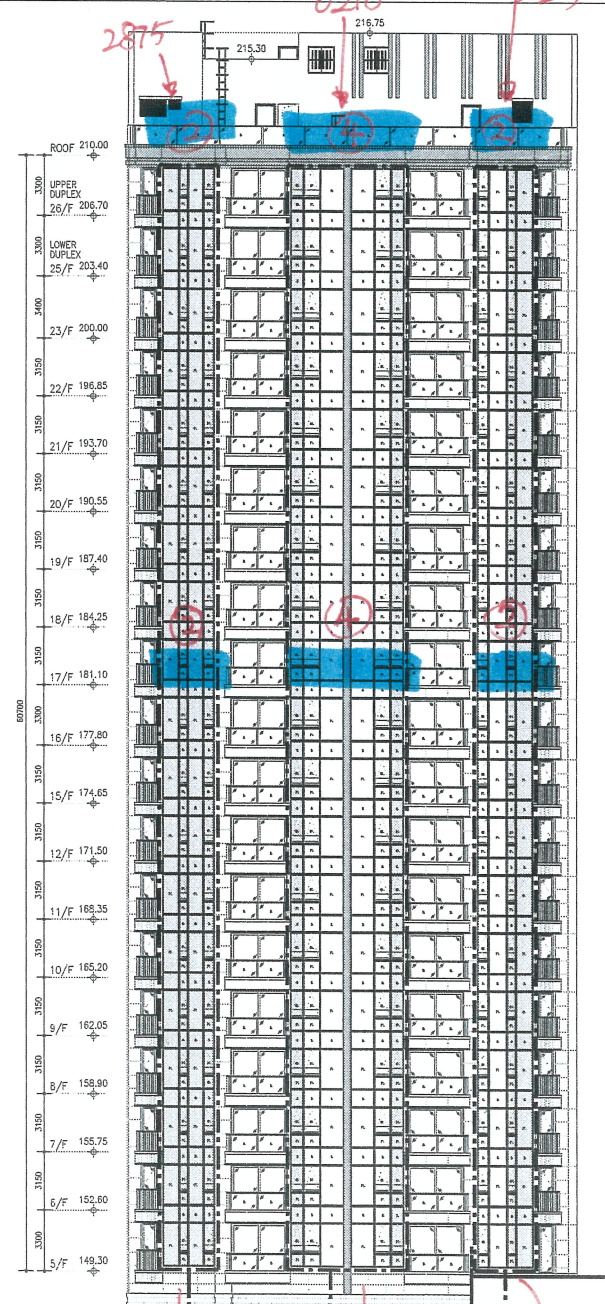 216.75
2875
215.30
2 4 2
ROOF 210.00
3300
UPPER
DUPLEX
26/F 206.70
3300
LOWER
DUPLEX
25/F 203.40
3400
23/F 200.00
3150
22/F 196.85
3150
21/F 193.70
3150
20/F 190.55
3150
19/F 187.40
3150
18/F 184.25
2 4 2
3150
17/F 181.10
60700
3300
16/F 177.80
3150
15/F 174.65
3150
12/F 171.50
3150
11/F 168.35
3150
10/F 165.20
3150
9/F 162.05
3150
8/F 158.90
3150
7/F 155.75
3150
6/F 152.60
3300
5/F 149.30